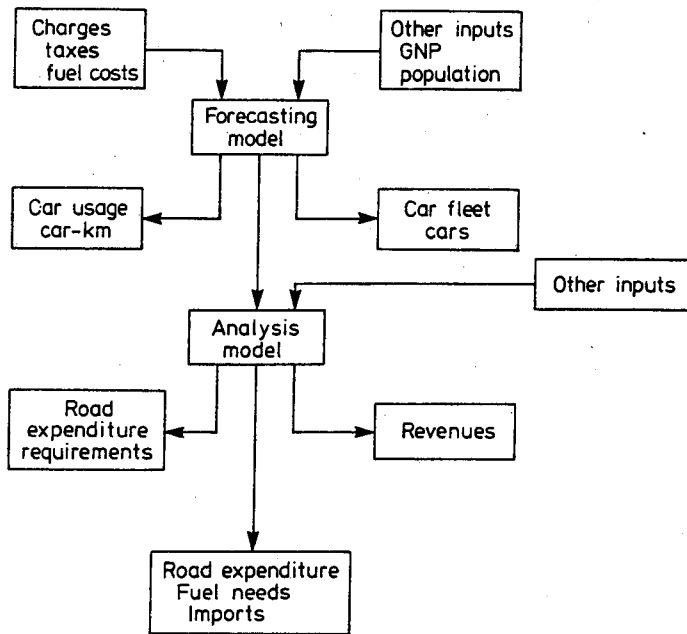 Charges
taxes
fuel costs
Other inputs
GNP
population
Forecasting
model
Car usage
car-km
Car fleet
cars
Other inputs
Analysis
model
Road
expenditure
requirements
Revenues
Road expenditure
Fuel needs
Imports